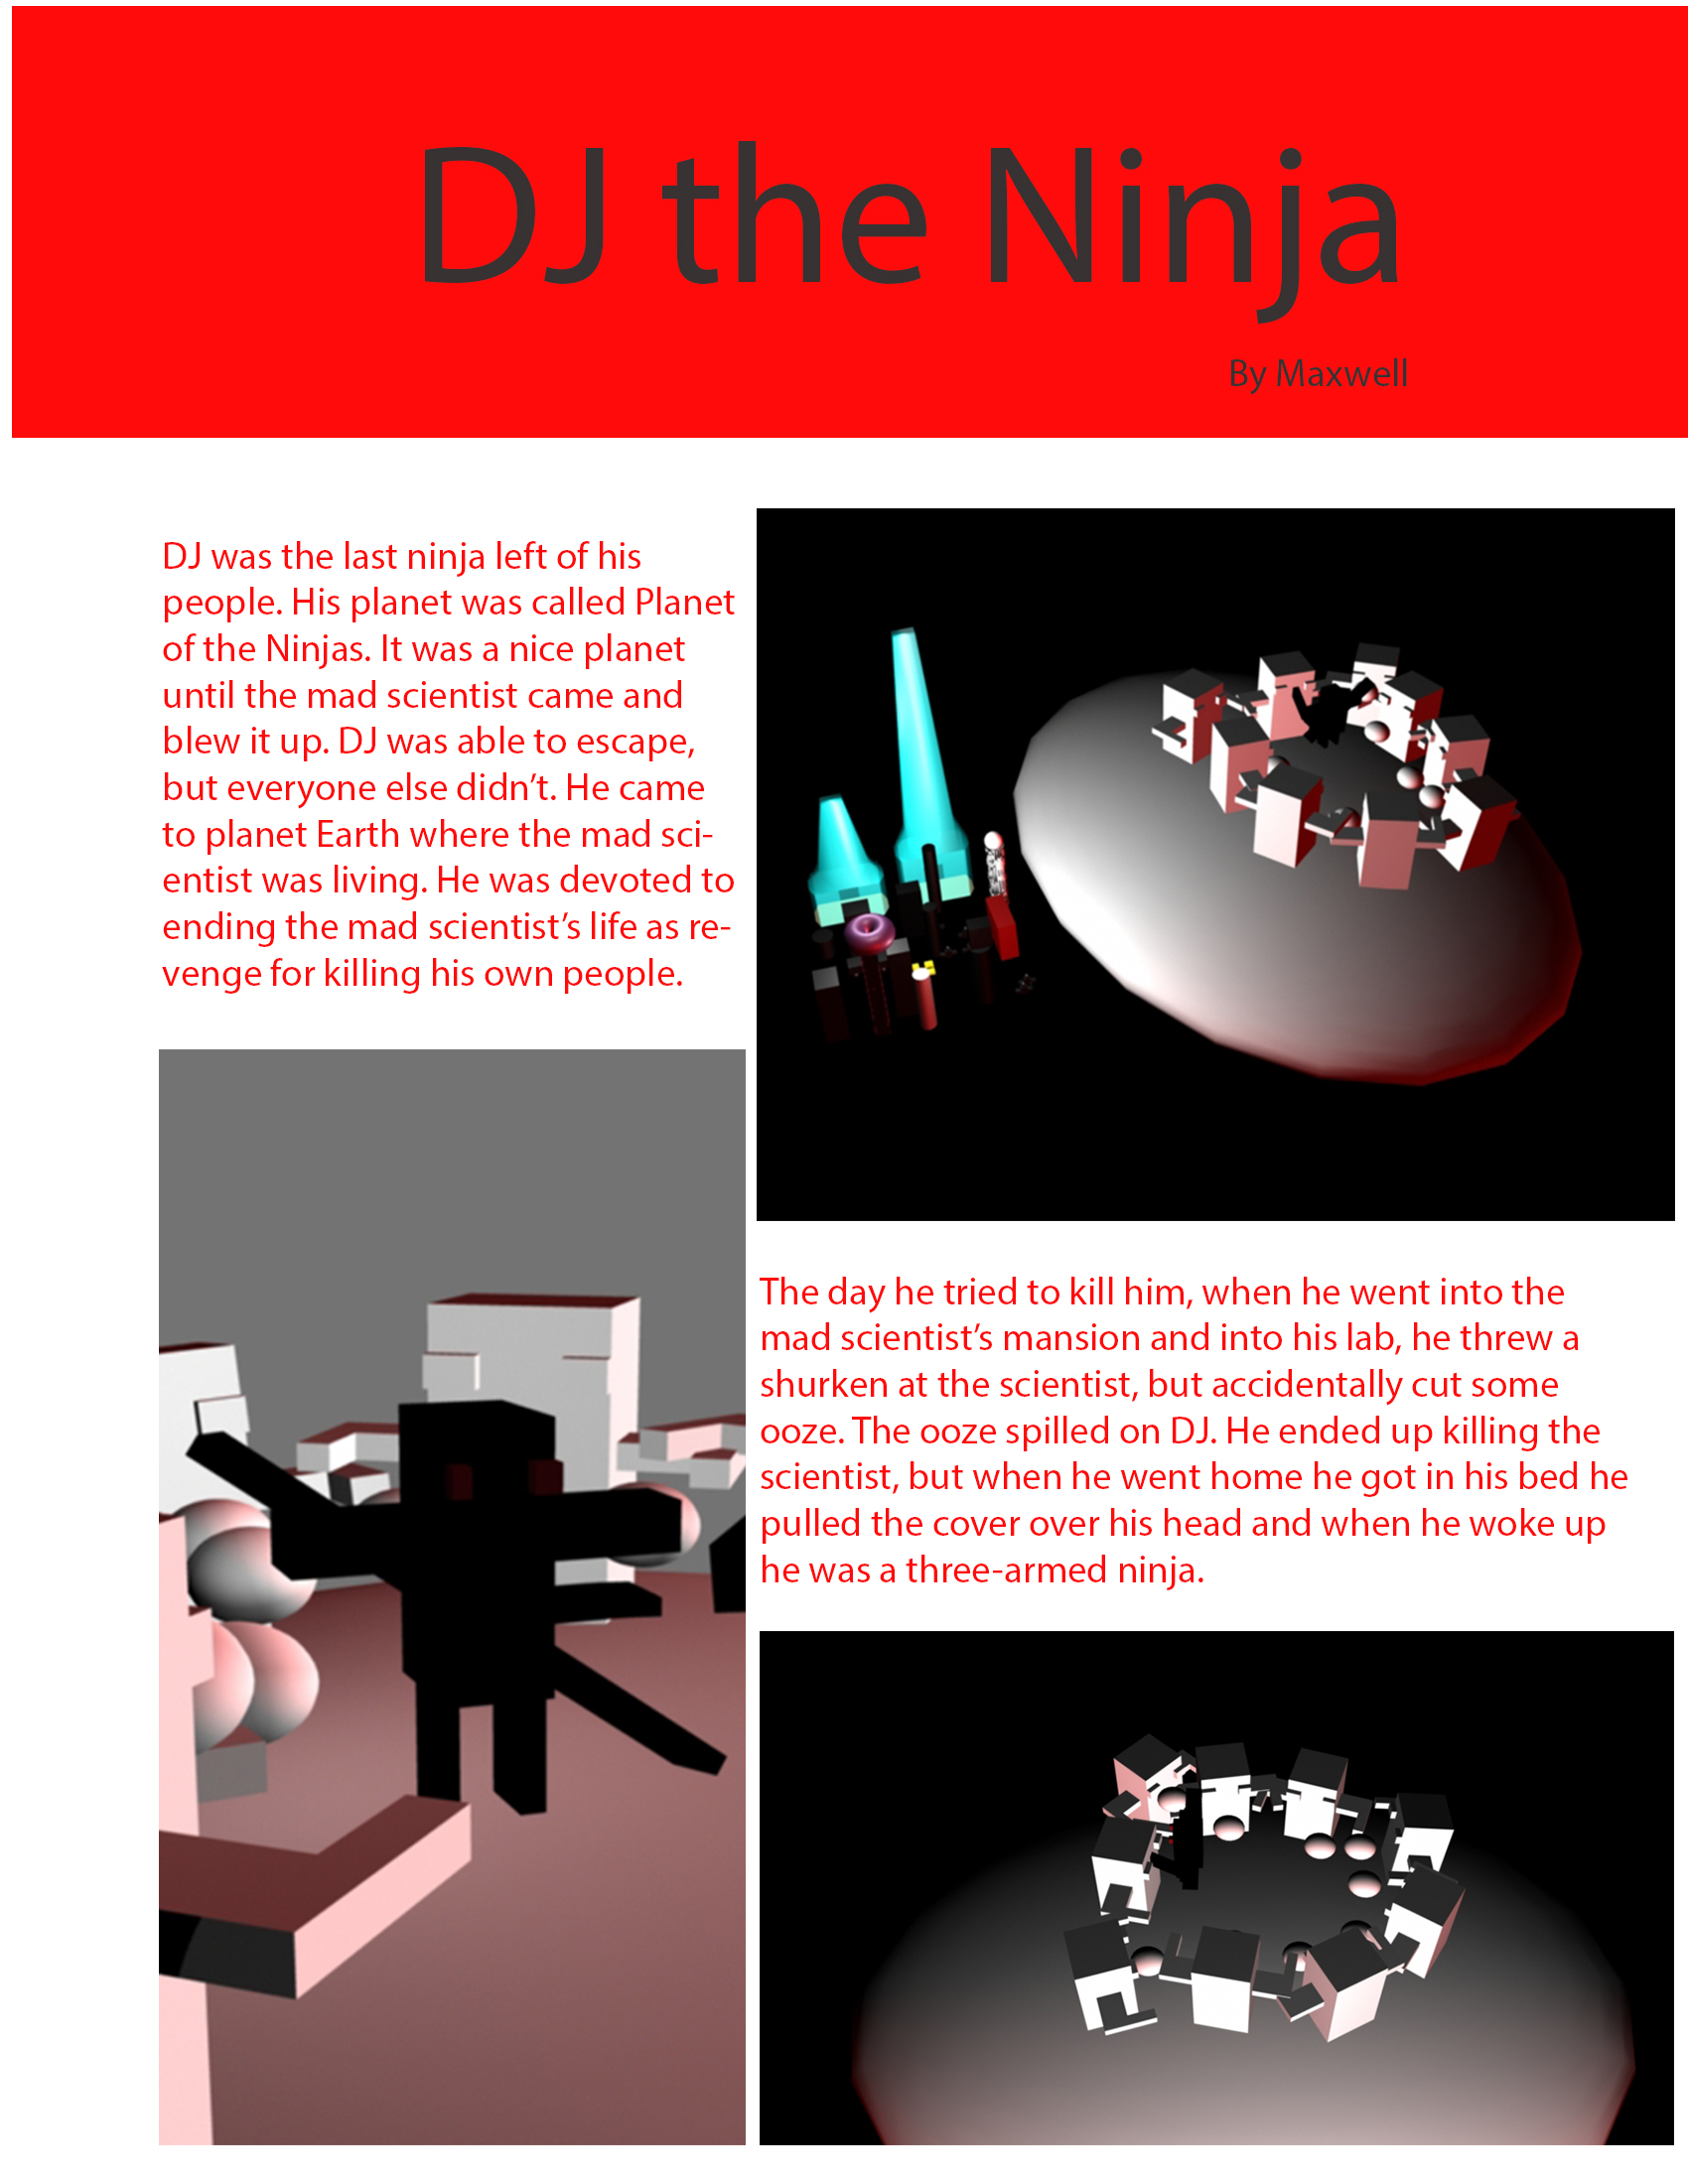 DJ the Ninja
By Maxwell
DJ was the last ninja left of his
people. His planet was called Planet
of the Ninjas. It was a nice planet
until the mad scientist came and
blew it up. DJ was able to escape,
but everyone else didn’t. He came
to planet Earth where the mad sci-
entist was living. He was devoted to
ending the mad scientist’s life as re-
venge for killing his own people.
The day he tried to kill him, when he went into the
mad scientist’s mansion and into his lab, he threw a
shurken at the scientist, but accidentally cut some
ooze. The ooze spilled on DJ. He ended up killing the
scientist, but when he went home he got in his bed he
pulled the cover over his head and when he woke up
he was a three-armed ninja.